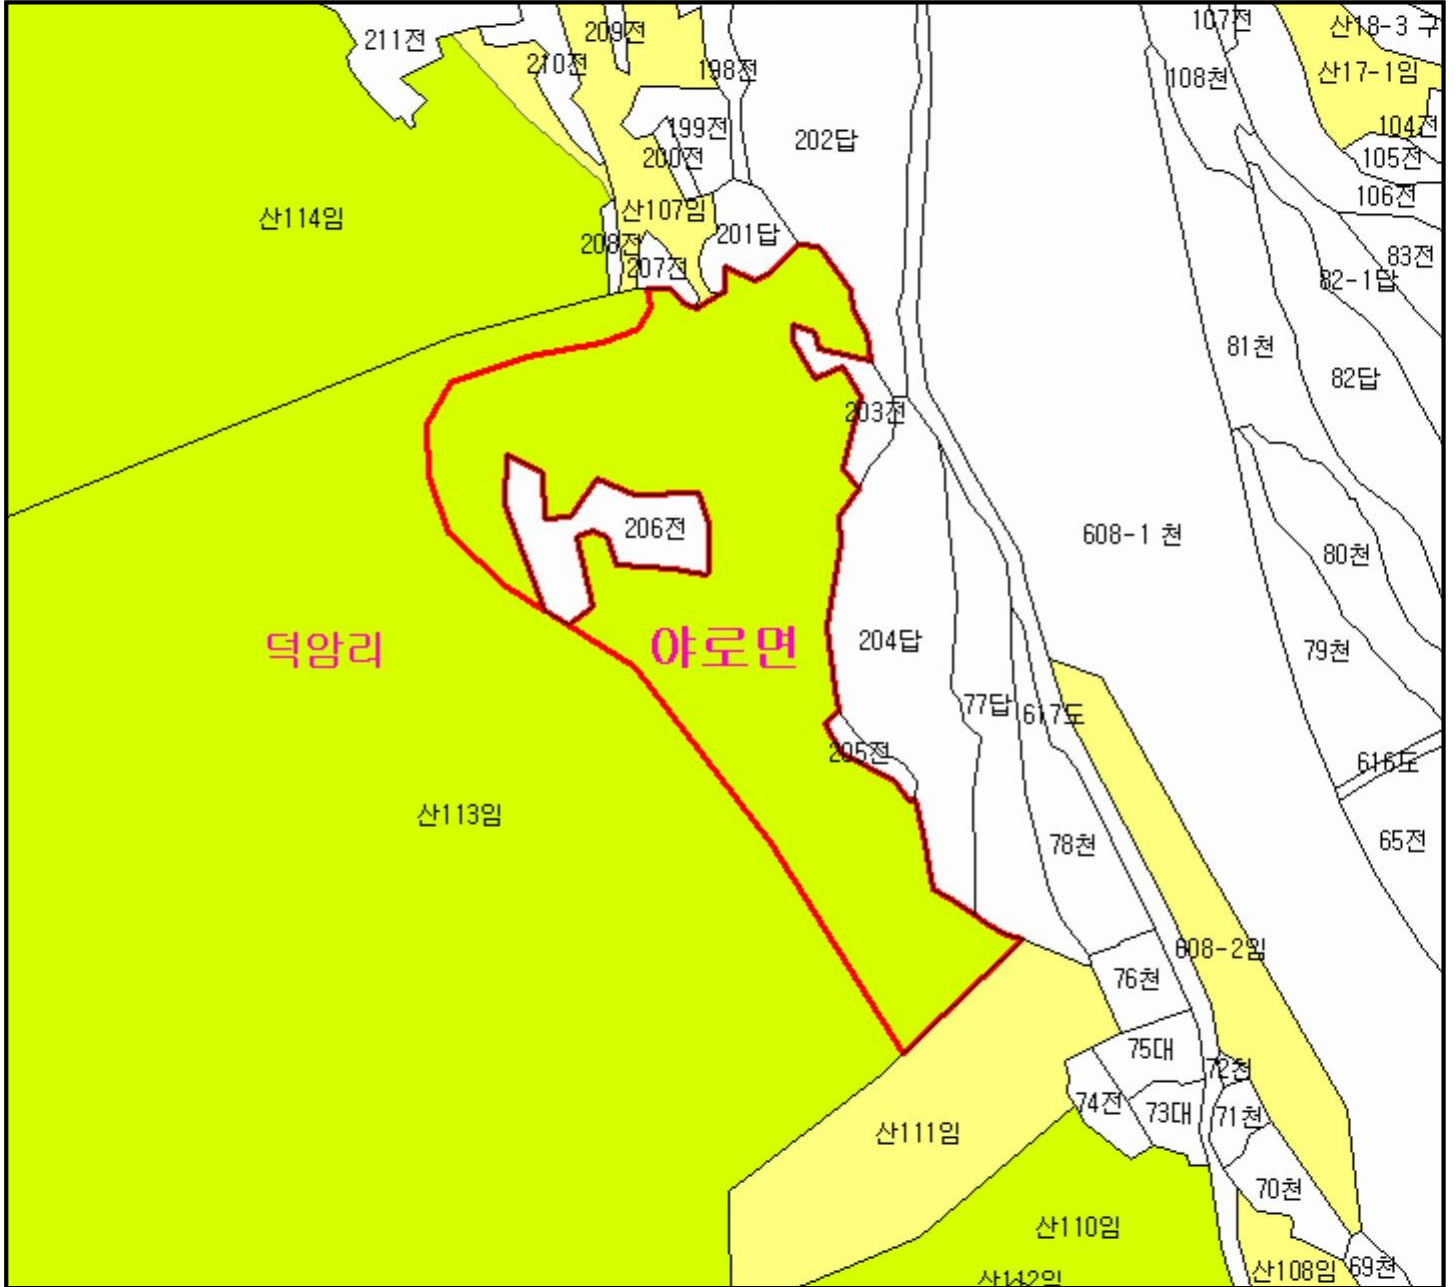 209전
107전
산18-3 구
211전
210전
198전
108천
산17-1임
199전
104전
202답
200전
105전
106전
산114임
산107임
201답
208전
207전
83전
82-1답
81천
82답
203전
206전
608-1 천
80천
덕암리
야로면
204답
79천
77답
617도
205전
616도
산113임
78천
65전
608-2임
76천
75대
72천
74전
73대
71천
산111임
70천
산110임
산112임
산108임
69천